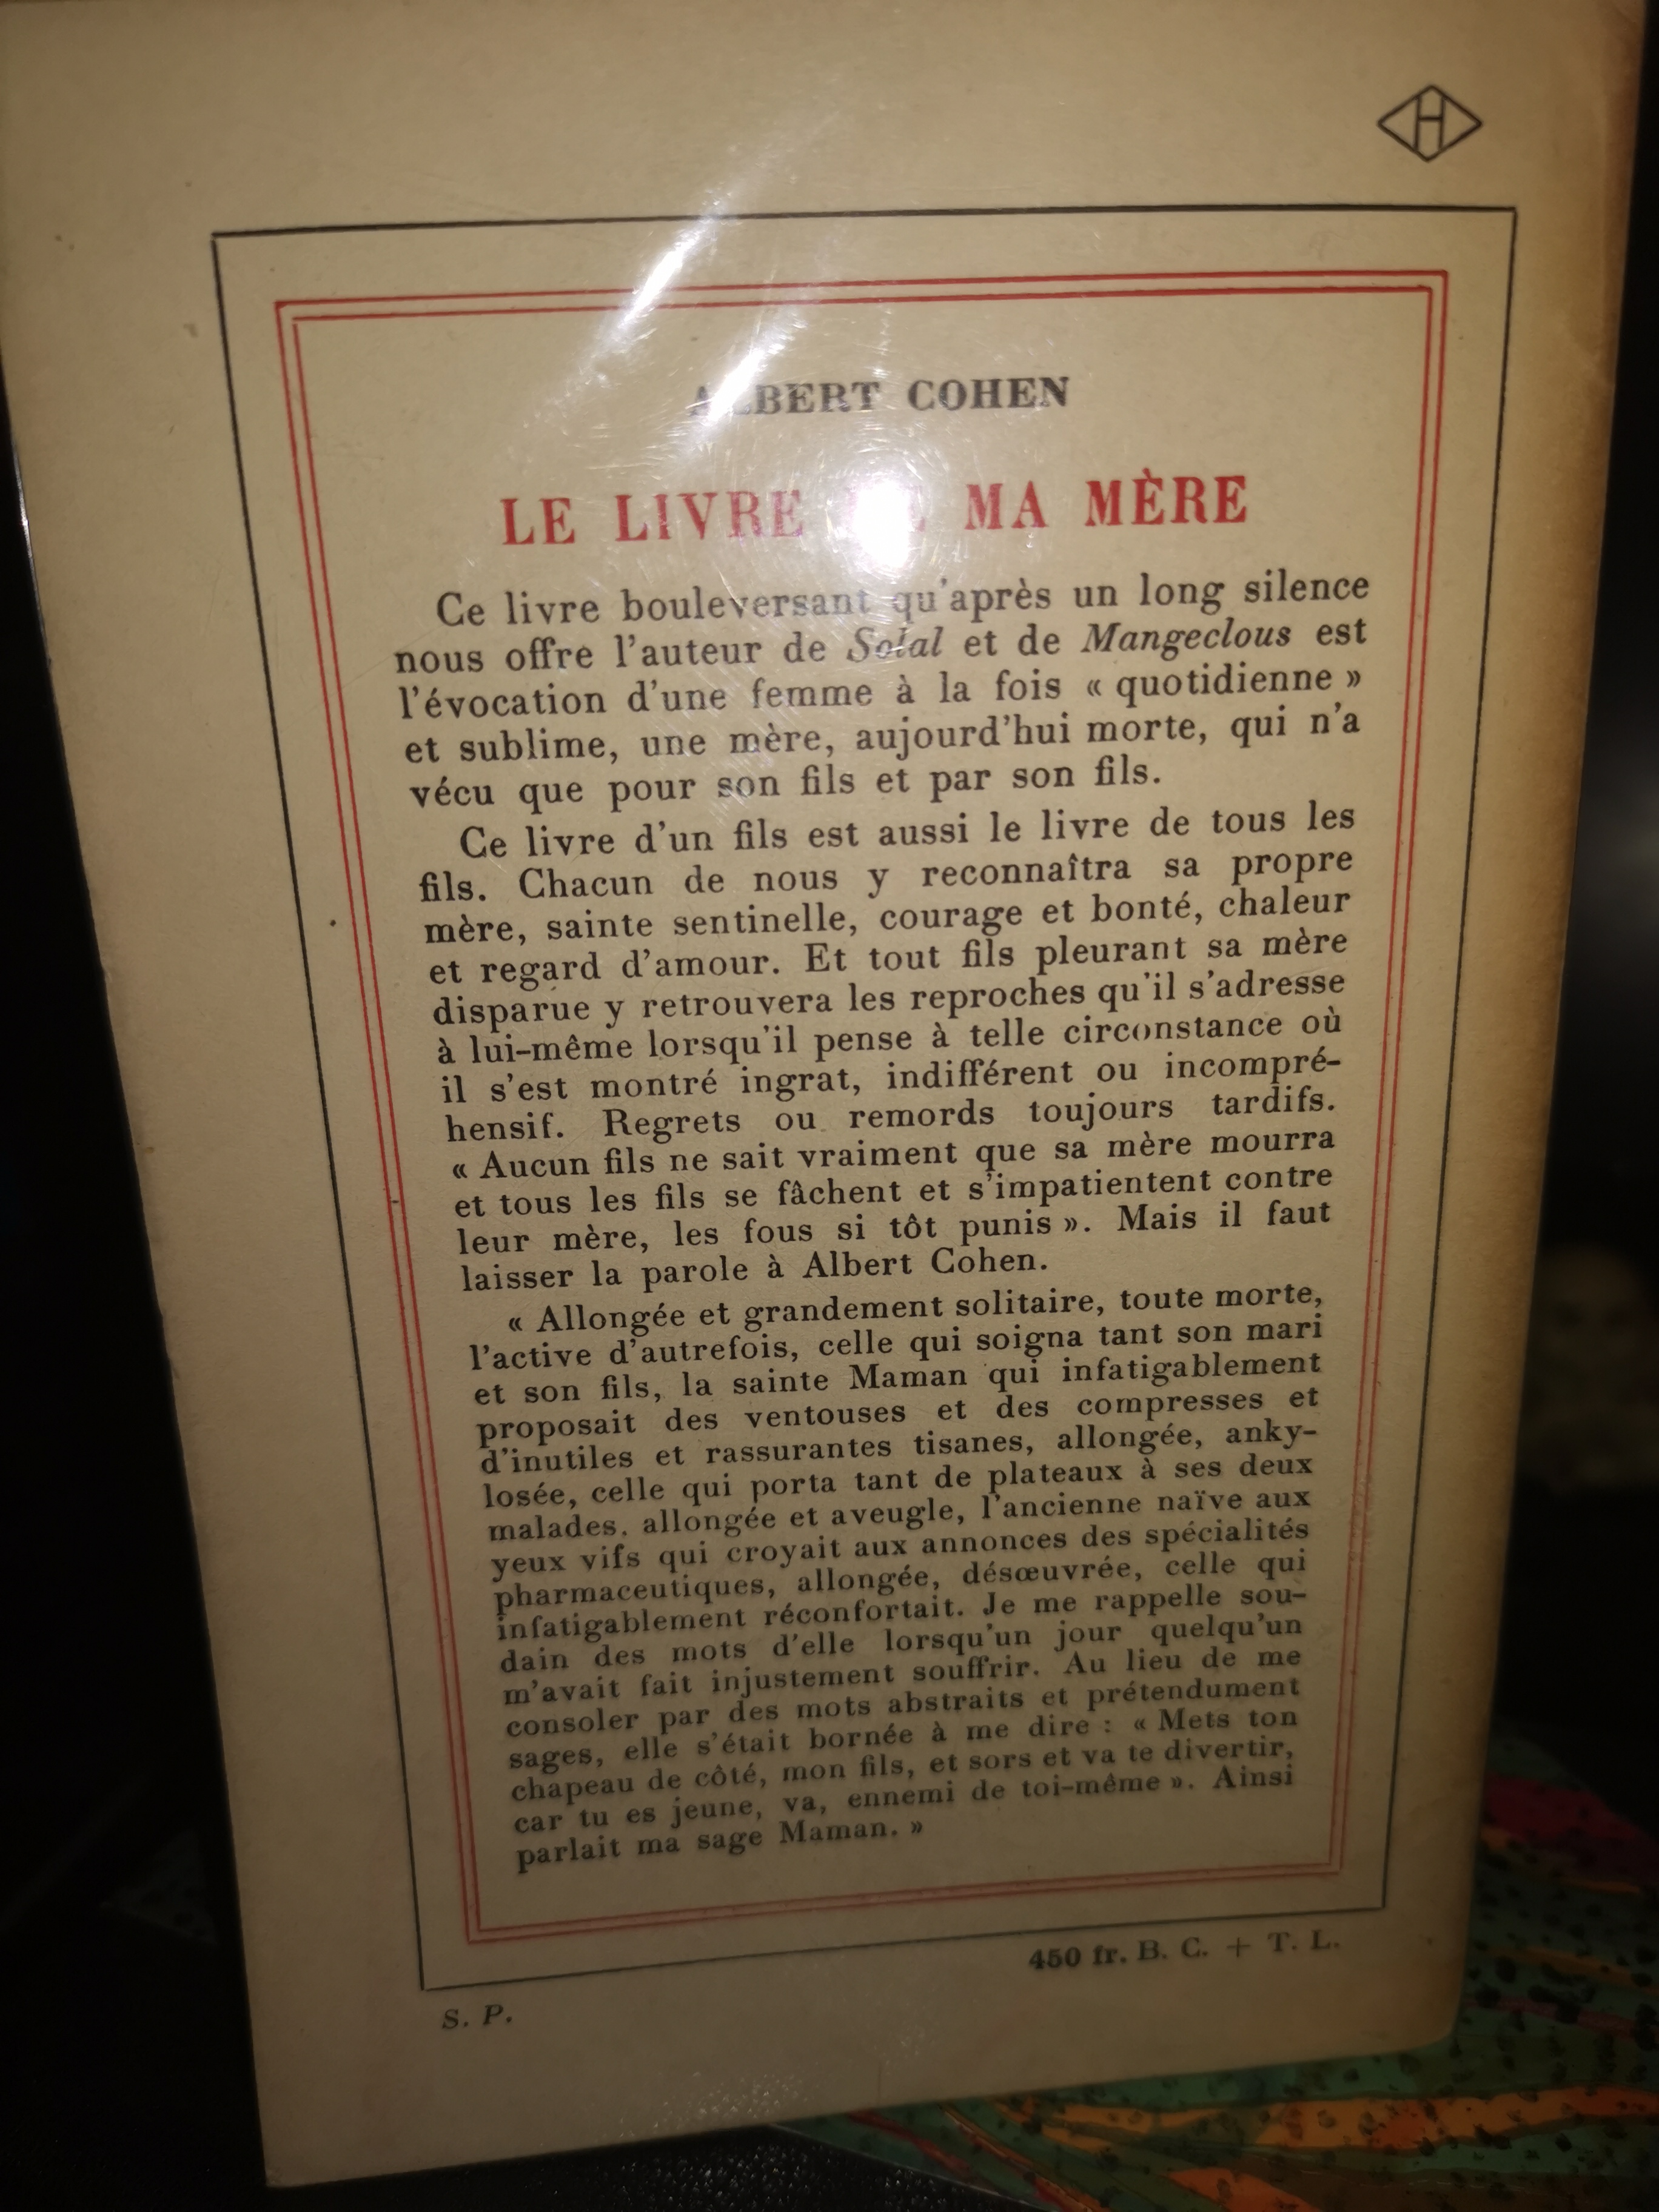 H
ALBERT COHEN
LE LIVRE DE MA MÈRE
Ce livre bouleversant qu'après un long silence
nous offre l'auteur de Solal et de Mangeclous est
l'évocation d'une femme à la fois « quotidienne »
et sublime, une mère, aujourd'hui morte, qui n'a
vécu que pour son fils et par son fils.
Ce livre d'un fils est aussi le livre de tous les
fils. Chacun de nous y reconnaîtra sa propre
mère, sainte sentinelle, courage et bonté, chaleur
et regard d'amour. Et tout fils pleurant sa mère
disparue y retrouvera les reproches qu'il s'adresse
à lui-même lorsqu'il pense à telle circonstance où
il s'est montré ingrat, indifférent ou incompré-
hensif. Regrets ou remords toujours tardifs.
« Aucun fils ne sait vraiment que sa mère mourra
et tous les fils se fâchent et s'impatientent contre
leur mère, les fous si tôt punis ». Mais il faut
laisser la parole à Albert Cohen.
« Allongée et grandement solitaire, toute morte,
l'active d'autrefois, celle qui soigna tant son mari
et son fils, la sainte Maman qui infatigablement
proposait des ventouses et des compresses et
d'inutiles et rassurantes tisanes, allongée, anky-
losée, celle qui porta tant de plateaux à ses deux
malades, allongée et aveugle, l'ancienne naïve aux
yeux vifs qui croyait aux annonces des spécialités
pharmaceutiques, allongée, désœuvrée, celle qui
infatigablement réconfortait. Je me rappelle sou-
dain des mots d'elle lorsqu'un jour quelqu'un
m'avait fait injustement souffrir. Au lieu de me
consoler par des mots abstraits et prétendument
sages, elle s'était bornée à me dire : « Mets ton
chapeau de côté, mon fils, et sors et va te divertir,
car tu es jeune, va, ennemi de toi-même ». Ainsi
parlait ma sage Maman. »
450 fr. B. C. + T. L.
S. P.